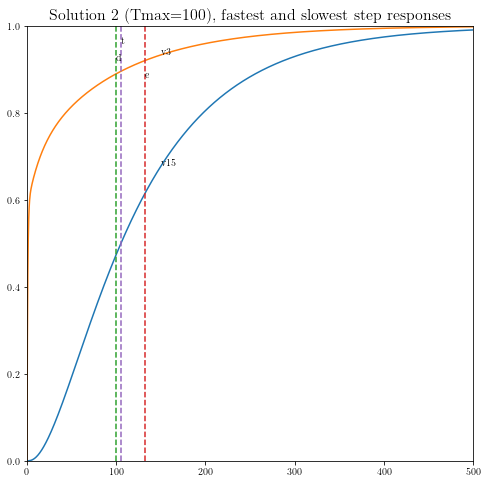 Solution 2 (Tmax=100), fastest and slowest step responses
1.0
t
v3
d
e
0.8
v15
0.6
0.4
0.2
0.0
0 100 200 300 400 500